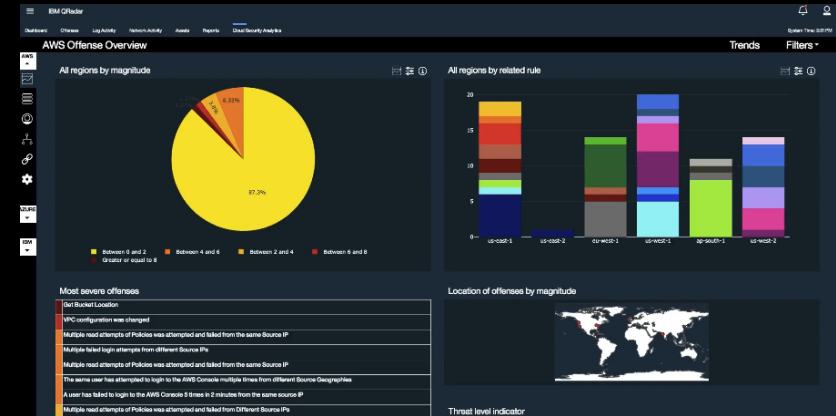 IBM QRadar
Dashboard Offenses Log Activity Network Activity Assets Reports Cloud Security Analytics
System Time: 3:21 PM
AWS Offense Overview
Trends
Filters
AWS
AZURE
IBM
All regions by magnitude
6.32%
87.3%
Between 0 and 2
Between 4 and 6
Between 2 and 4
Between 6 and 8
Greater or equal to 8
All regions by related rule
20
15
10
5
0
us-east-1
us-east-2
eu-west-1
us-west-1
ap-south-1
us-west-2
Most severe offenses
Get Bucket Location
VPC configuration was changed
Multiple read attempts of Policies was attempted and failed from the same Source IP
Multiple failed login attempts from different Source IPs
Multiple read attempts of Policies was attempted and failed from the same Source IP
The same user has attempted to login to the AWS Console multiple times from different Source Geographies
A user has failed to login to the AWS Console 5 times in 2 minutes from the same source IP
Multiple read attempts of Policies was attempted and failed from Different Source IPs
Location of offenses by magnitude
Threat level indicator